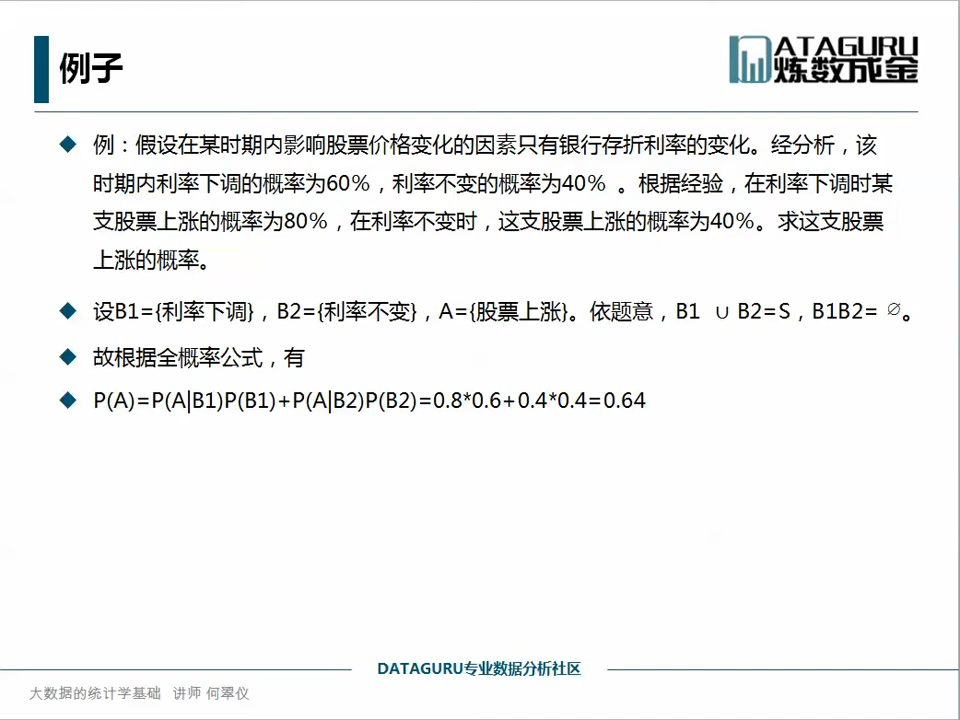 例子
DATAGURU
炼数成金
◆ 例：假设在某时期内影响股票价格变化的因素只有银行存折利率的变化。经分析，该
时期内利率下调的概率为60%，利率不变的概率为40% 。根据经验，在利率下调时某
支股票上涨的概率为80%，在利率不变时，这支股票上涨的概率为40%。求这支股票
上涨的概率。
◆ 设B1={利率下调}，B2={利率不变}，A={股票上涨}。依题意，B1 ∪ B2=S，B1B2= ∅。
◆ 故根据全概率公式，有
◆ P(A)=P(A|B1)P(B1)+P(A|B2)P(B2)=0.8*0.6+0.4*0.4=0.64
DATAGURU专业数据分析社区
大数据的统计学基础 讲师 何翠仪